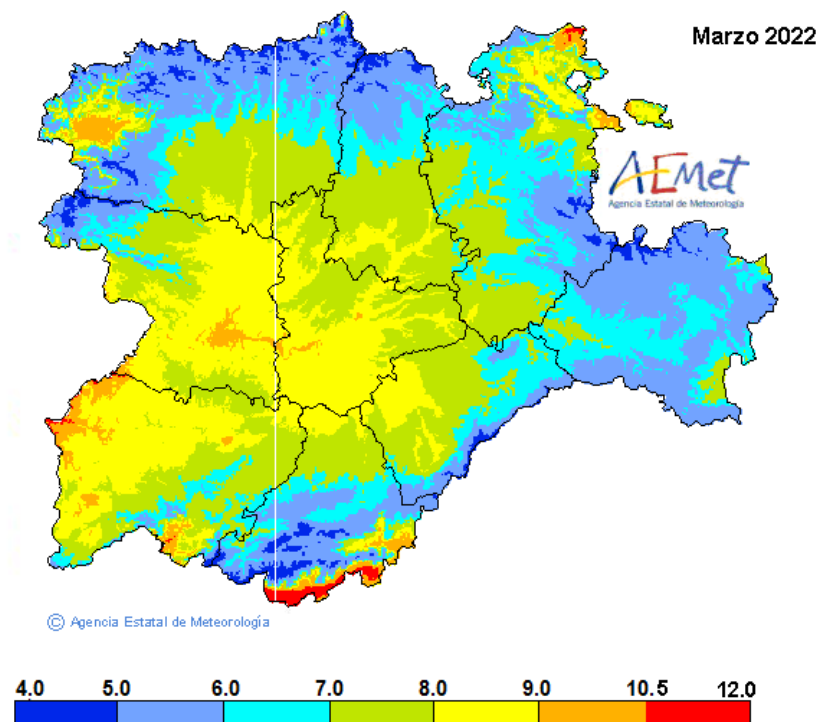 Marzo 2022
AEMet
Agencia Estatal de Meteorología
© Agencia Estatal de Meteorología
4.0 5.0 6.0 7.0 8.0 9.0 10.5 12.0